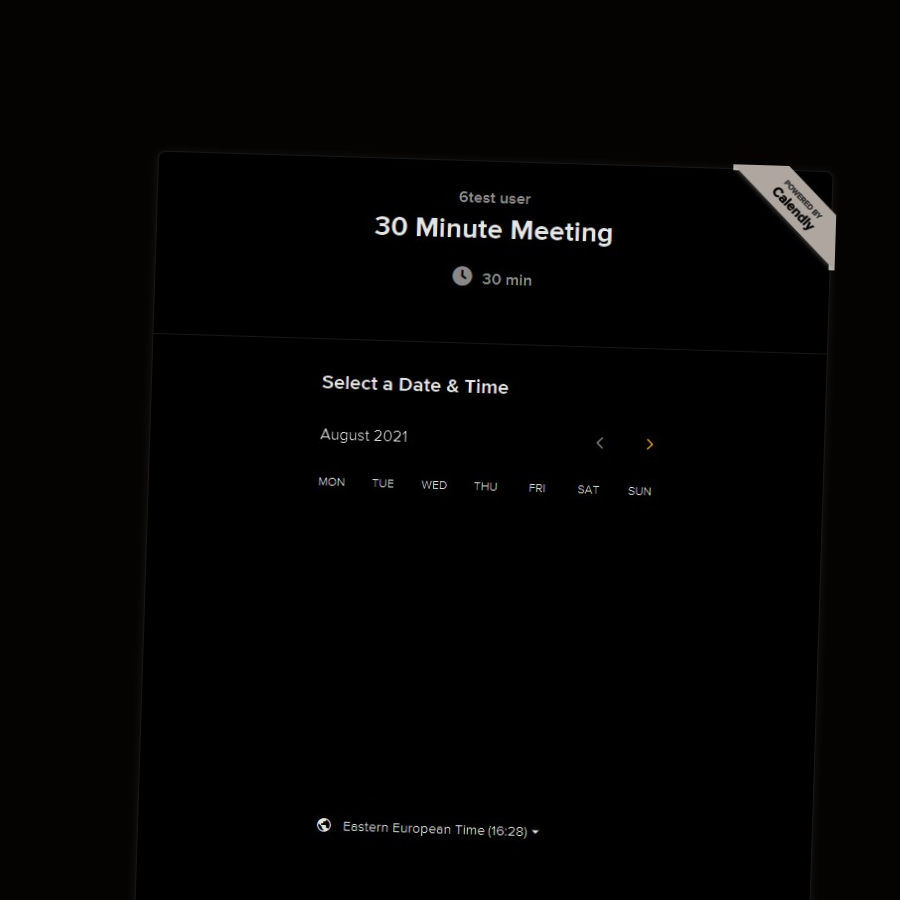 6test user
30 Minute Meeting
30 min
POWERED BY
Calendly
Select a Date & Time
August 2021
MON TUE WED THU FRI SAT SUN
Eastern European Time (16:28)